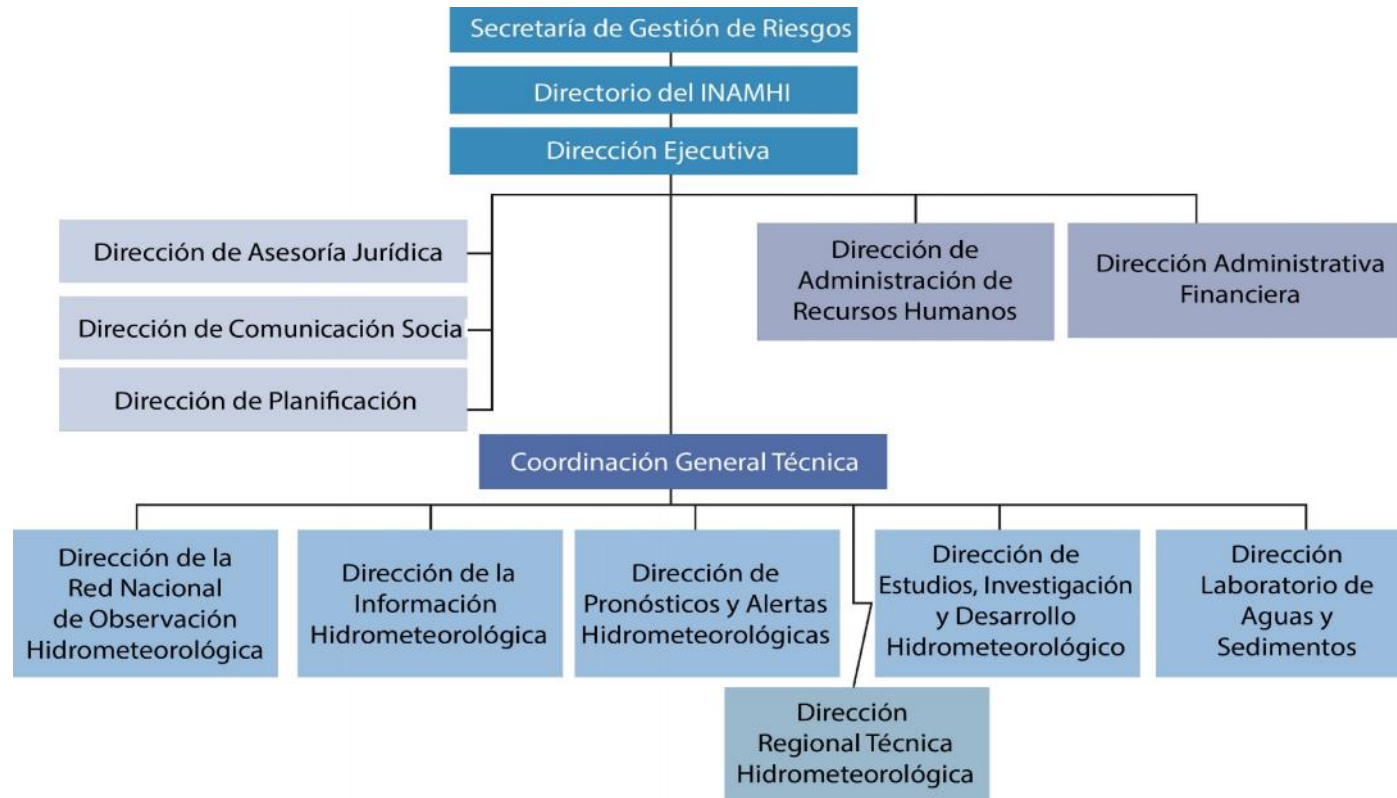 Secretaría de Gestión de Riesgos
Directorio del INAMHI
Dirección Ejecutiva
Dirección de Asesoría Jurídica
Dirección de Comunicación Socia
Dirección de Planificación
Dirección de
Administración de
Recursos Humanos
Dirección Administrativa
Financiera
Coordinación General Técnica
Dirección de la
Red Nacional
de Observación
Hidrometeorológica
Dirección de la
Información
Hidrometeorológica
Dirección de
Pronósticos y Alertas
Hidrometeorológicas
Dirección de
Estudios, Investigación
y Desarrollo
Hidrometeorológico
Dirección
Laboratorio de
Aguas y
Sedimentos
Dirección
Regional Técnica
Hidrometeorológica